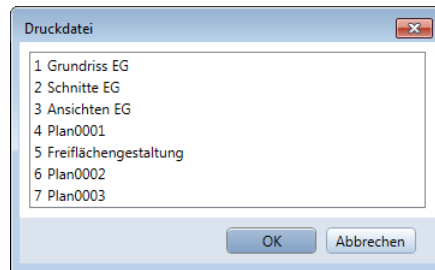 Druckdatei
1 Grundriss EG
2 Schnitte EG
3 Ansichten EG
4 Plan0001
5 Freiflächengestaltung
6 Plan0002
7 Plan0003
OK Abbrechen